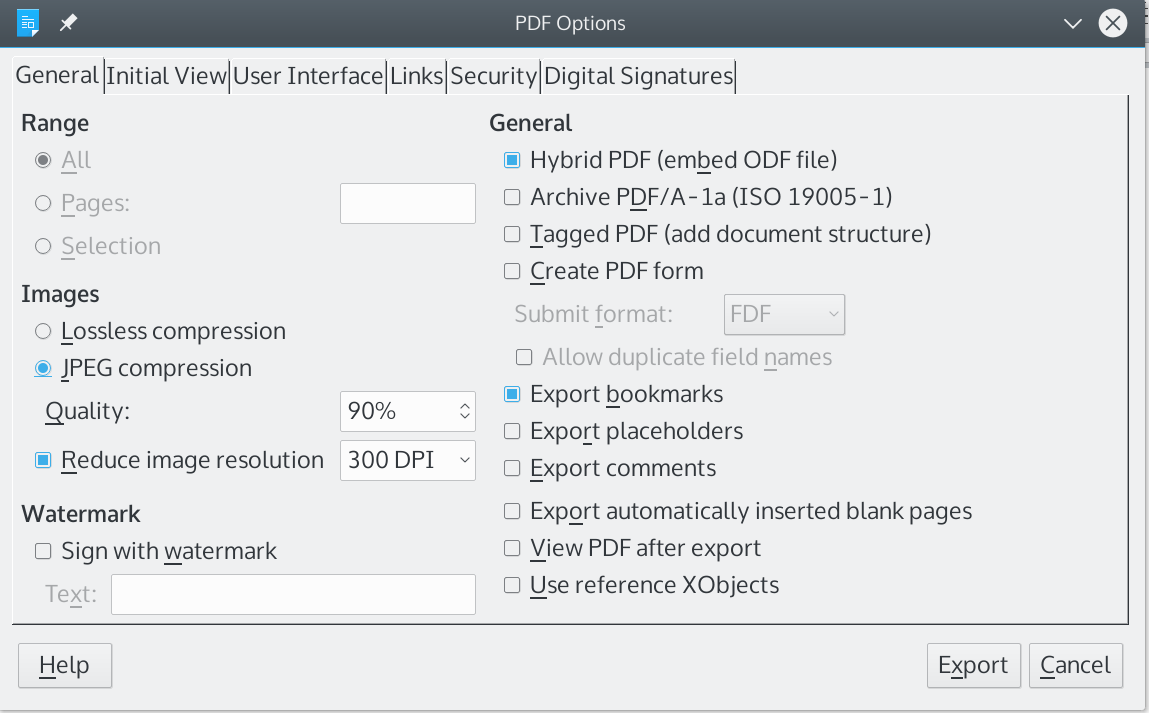 PDF Options
General Initial View User Interface Links Security Digital Signatures
Range
All
Pages:
Selection
Images
Lossless compression
JPEG compression
Quality: 90%
Reduce image resolution 300 DPI
Watermark
Sign with watermark
Text:
General
Hybrid PDF (embed ODF file)
Archive PDF/A-1a (ISO 19005-1)
Tagged PDF (add document structure)
Create PDF form
Submit format: FDF
Allow duplicate field names
Export bookmarks
Export placeholders
Export comments
Export automatically inserted blank pages
View PDF after export
Use reference XObjects
Help Export Cancel